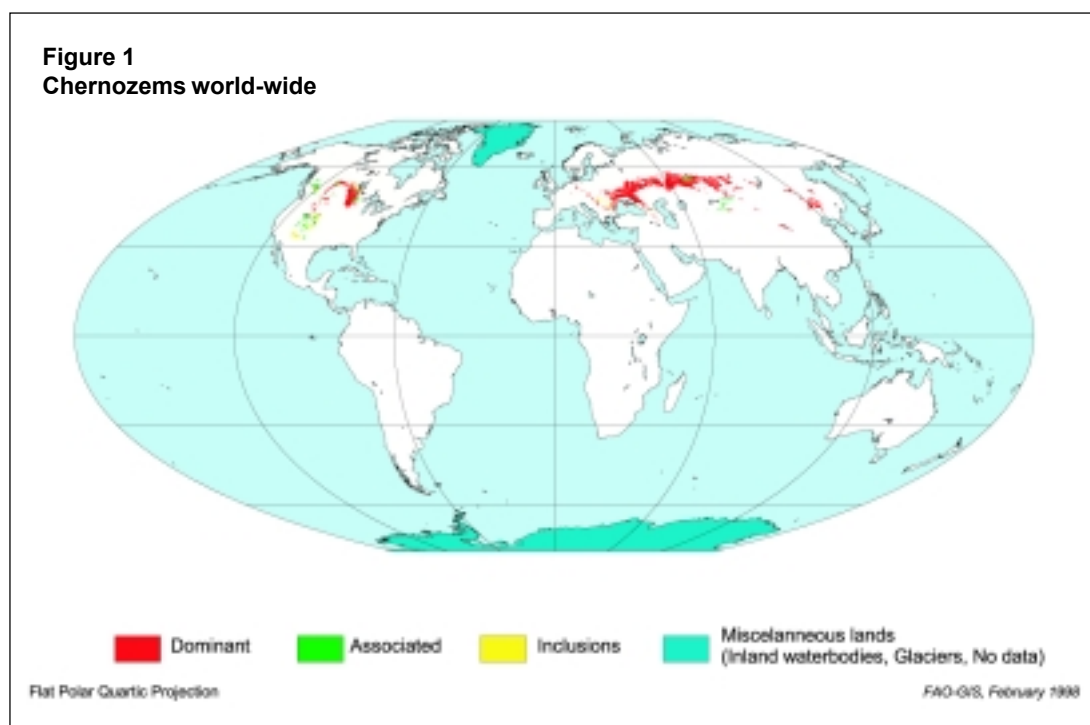 Figure 1
Chernozems world-wide
Dominant
Associated
Inclusions
Miscelanneous lands
(Inland waterbodies, Glaciers, No data)
Flat Polar Quartic Projection
FAO-GIS, February 1998